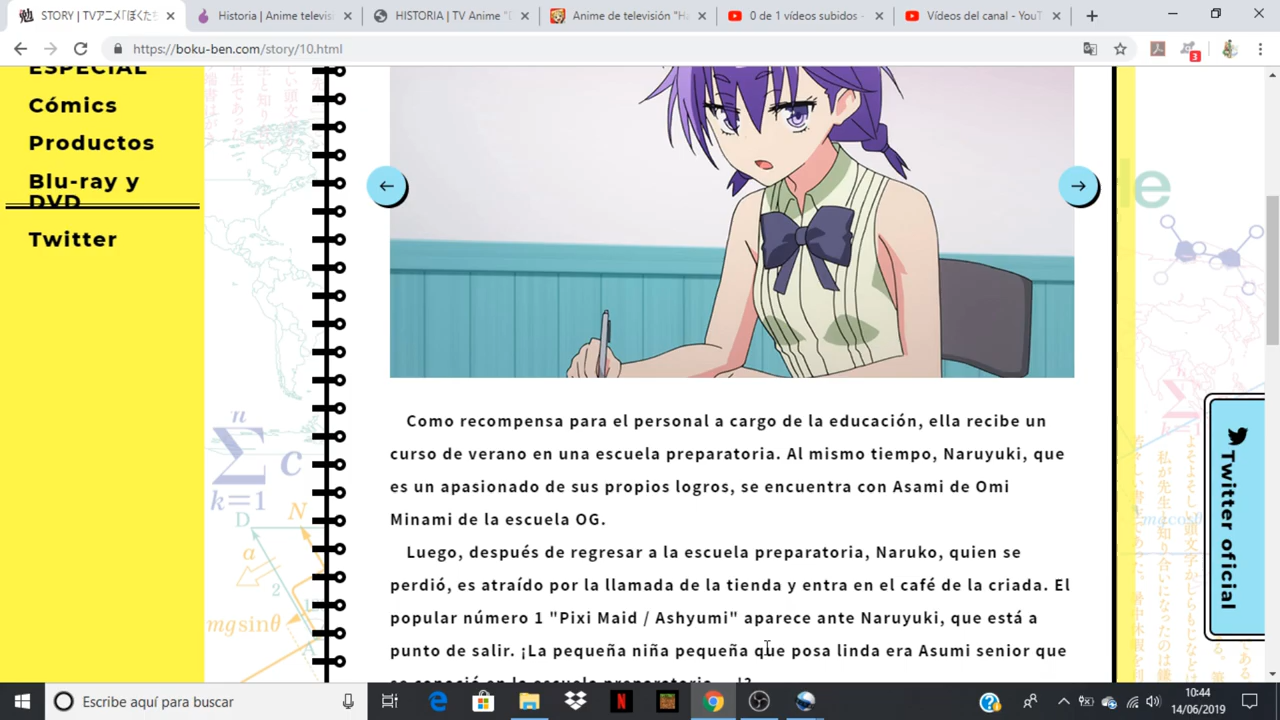 STORY | TVアニメ「ぼくたち
Historia | Anime televisi
HISTORIA | TV Anime "D
Anime de televisión "Ha
0 de 1 vídeos subidos -
Vídeos del canal - YouT
https://boku-ben.com/story/10.html
3
ESPECIAL
Cómics
Productos
Blu-ray y
DVD
Twitter
Como recompensa para el personal a cargo de la educación, ella recibe un
curso de verano en una escuela preparatoria. Al mismo tiempo, Naruyuki, que
es un apasionado de sus propios logros, se encuentra con Asami de Omi
Minami de la escuela OG.
Luego, después de regresar a la escuela preparatoria, Naruko, quien se
perdió, es atraído por la llamada de la tienda y entra en el café de la criada. El
popular número 1 "Pixi Maid / Ashyumi" aparece ante Naruyuki, que está a
punto de salir. ¡La pequeña niña pequeña que posa linda era Asumi senior que
Twitter oficial
n
Σ c
k=1
D
N
a
2
mgsinθ
Escribe aquí para buscar
10:44
14/06/2019